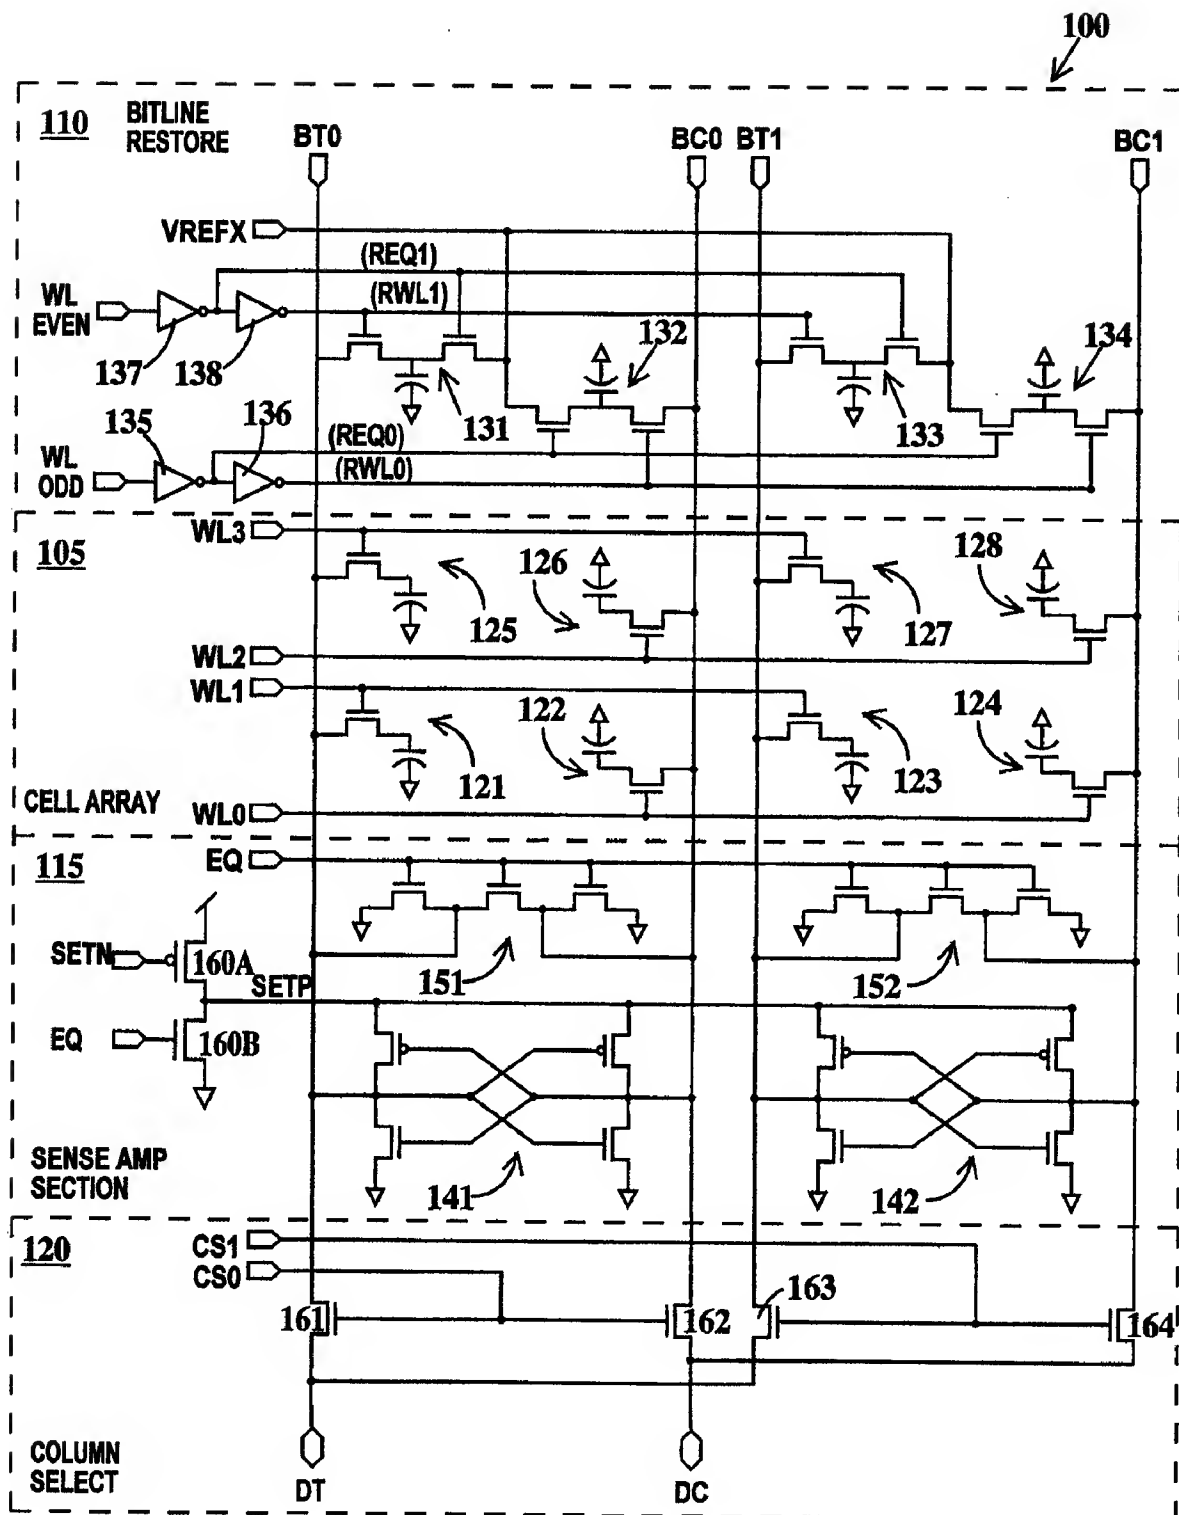 100
110 BITLINE
RESTORE
BT0 BC0 BT1 BC1
VREFX
(REQ1)
WL
EVEN
(RWL1)
137 138 131 132 133 134
135 136
WL
ODD
(REQ0)
(RWL0)
105
WL3
125 126 127 128
WL2
WL1
121 122 123 124
CELL ARRAY
WL0
115
EQ
SETN
160A
SETP
151 152
EQ
160B
SENSE AMP
SECTION
141 142
120
CS1
CS0
161 162 163 164
COLUMN
SELECT
DT DC